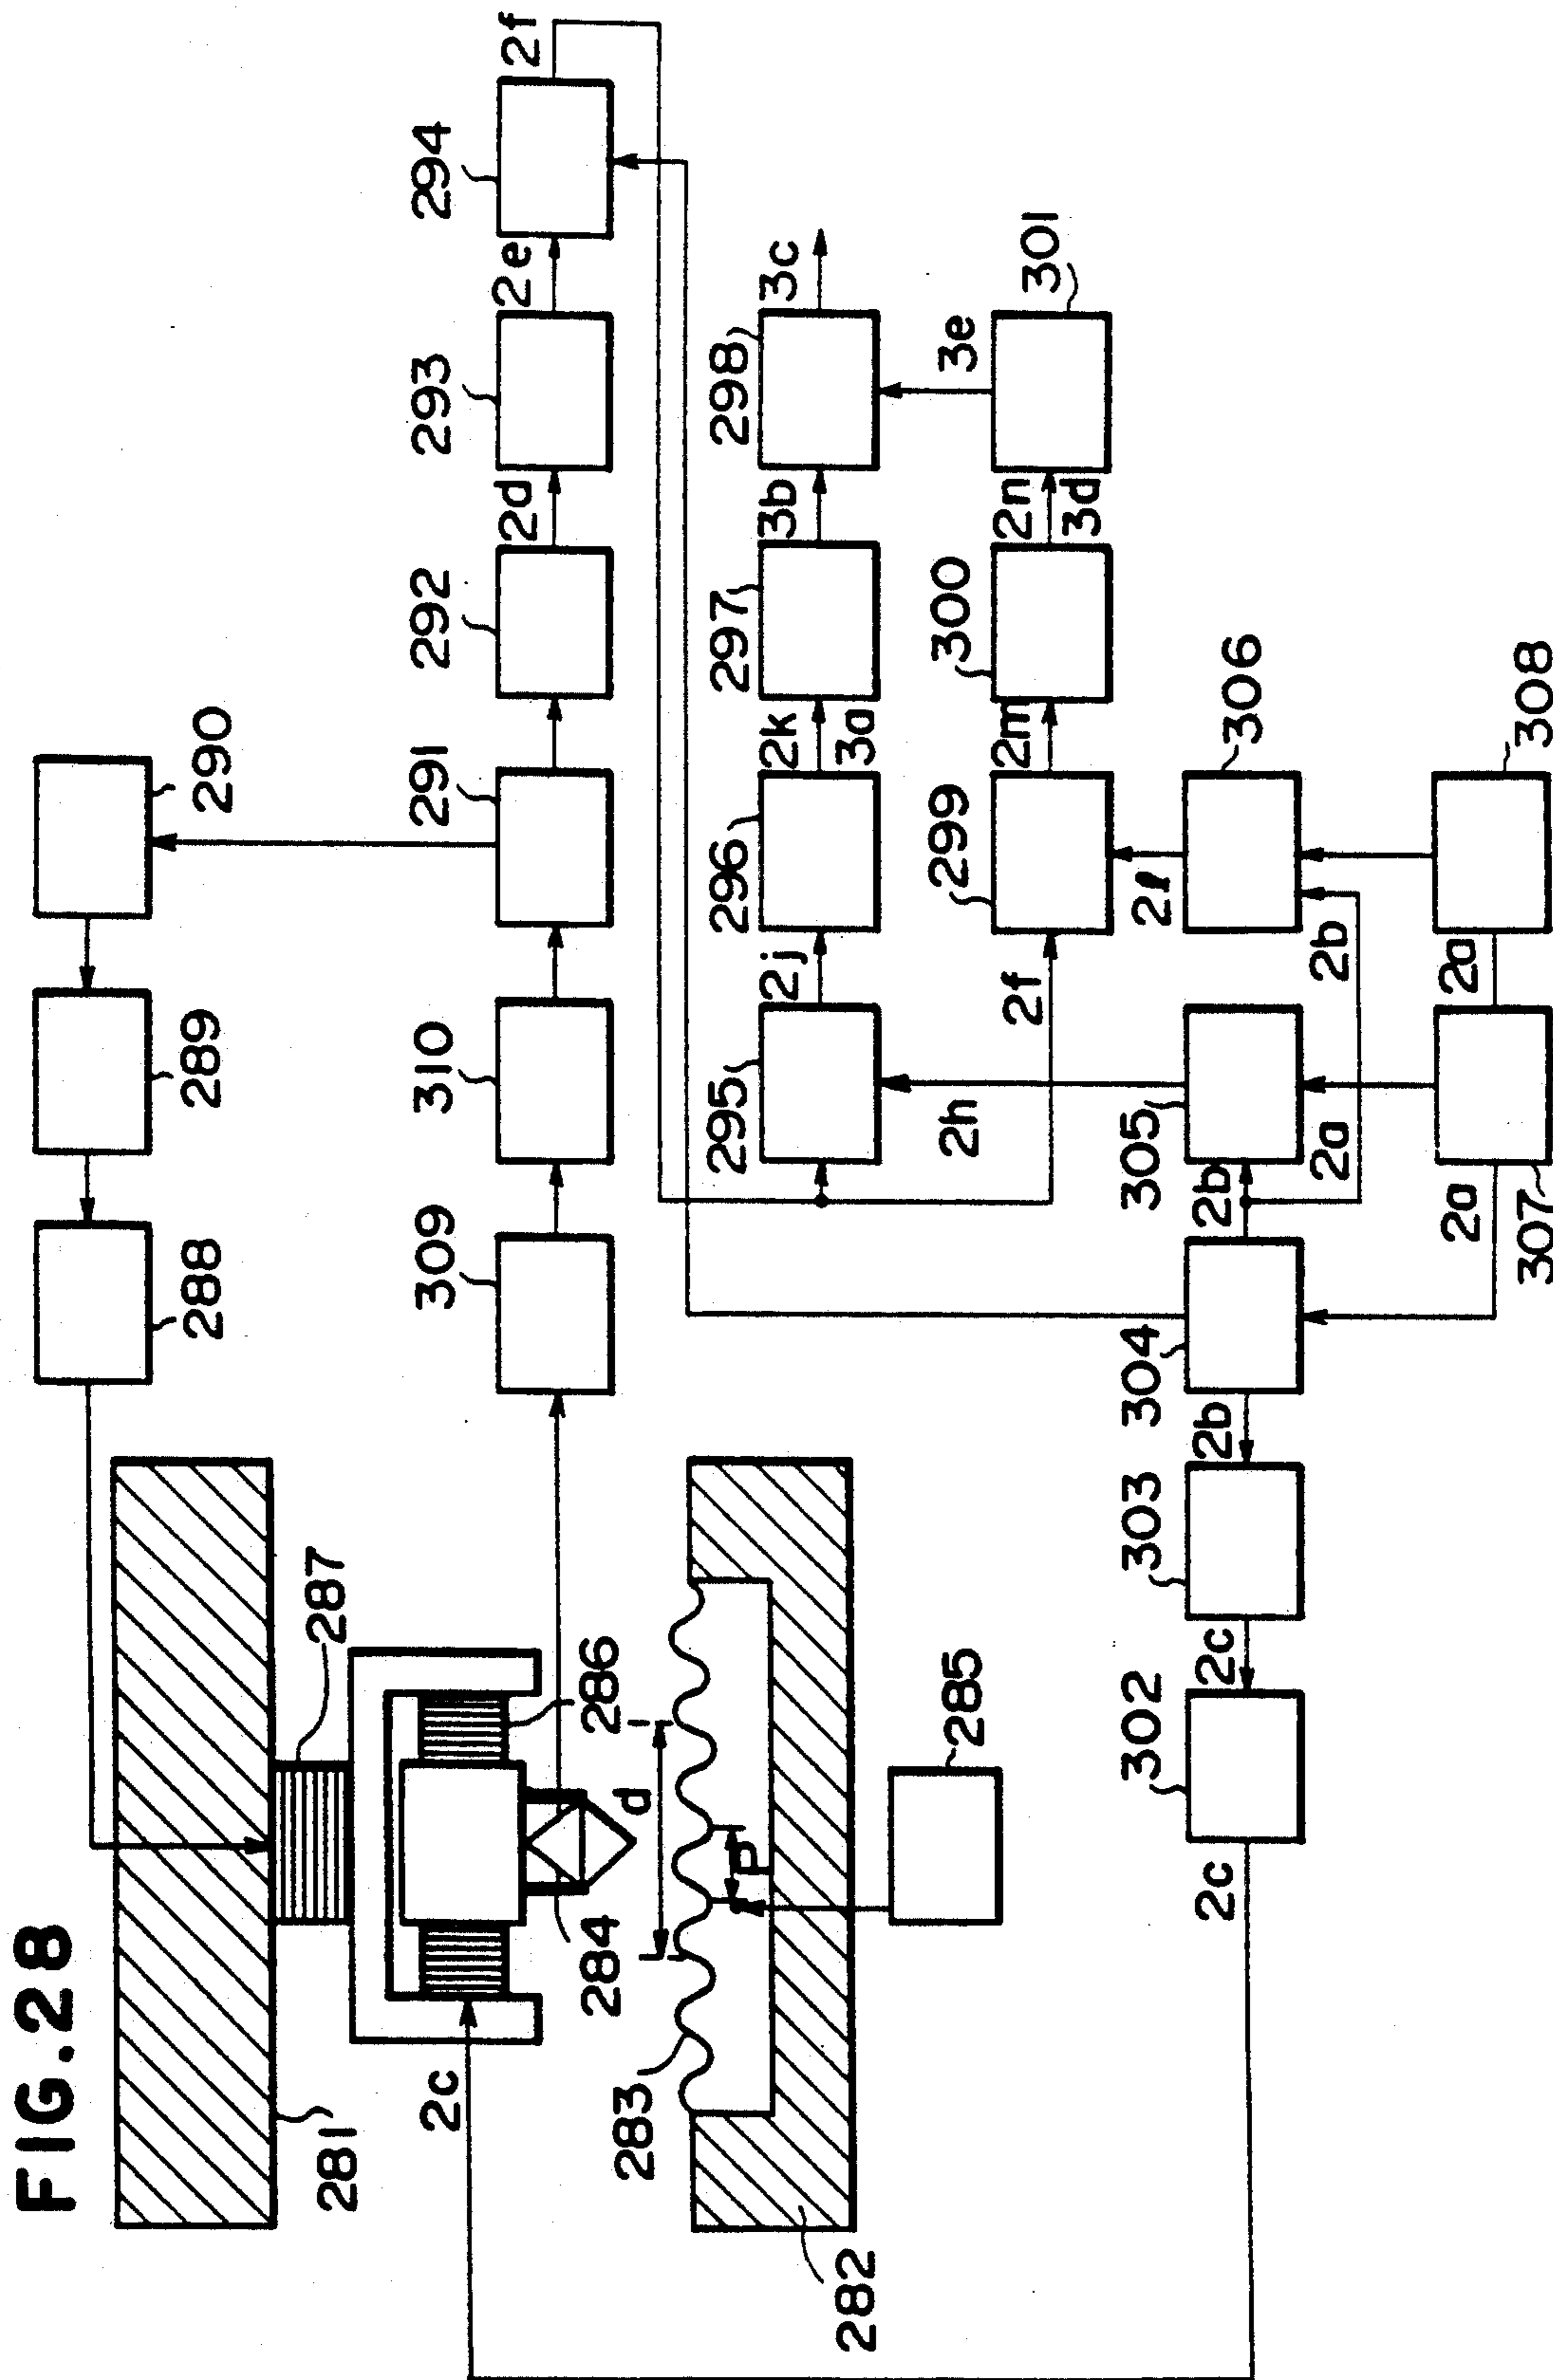 FIG.28
281
287
288
289
290
2c
284
286
309
310
291
292
2d
293
2e
294
2f
283
d
P
282
285
295
2j
296
2k
3a
297
3b
298
3c
2h
2f
299
2m
300
2n
3d
301
3e
2l
302
2c
2c
303
2b
304
2b
305
2a
2b
306
2a
307
2a
308